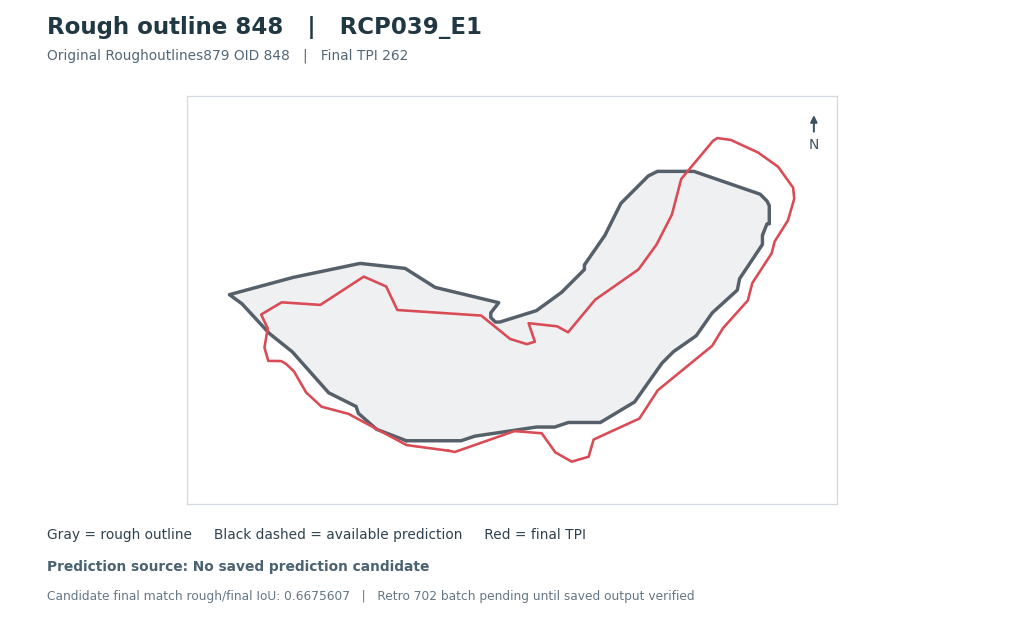 Rough outline 848   |   RCP039_E1
Original Roughoutlines879 OID 848   |   Final TPI 262
N
Gray = rough outline     Black dashed = available prediction     Red = final TPI
Prediction source: No saved prediction candidate
Candidate final match rough/final IoU: 0.6675607   |   Retro 702 batch pending until saved output verified